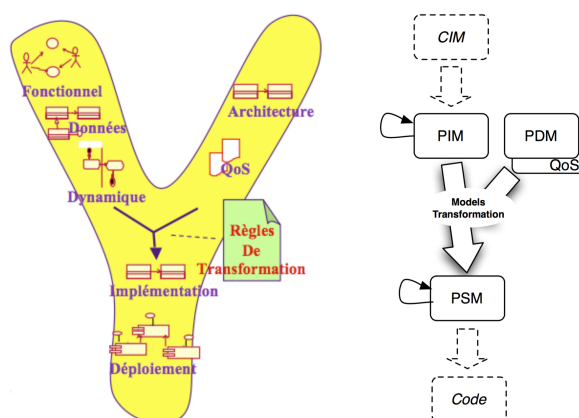 Fonctionnel
Données
Dynamique
Architecture
QoS
Règles
De
Transformation
Implémentation
Déploiement
CIM
PIM
PDM
QoS
Models
Transformation
PSM
Code